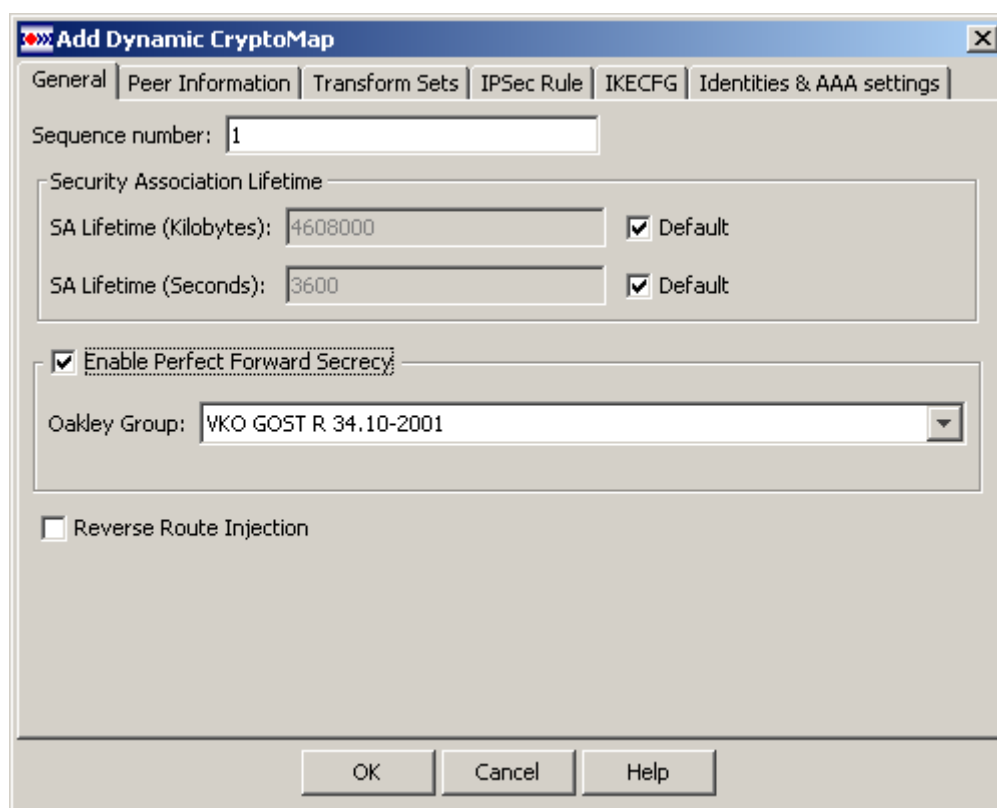 Add Dynamic CryptoMap
General Peer Information Transform Sets IPSec Rule IKECFG Identities & AAA settings
Sequence number: 1
Security Association Lifetime
SA Lifetime (Kilobytes): 4608000 Default
SA Lifetime (Seconds): 3600 Default
Enable Perfect Forward Secrecy
Oakley Group: VKO GOST R 34.10-2001
Reverse Route Injection
OK Cancel Help